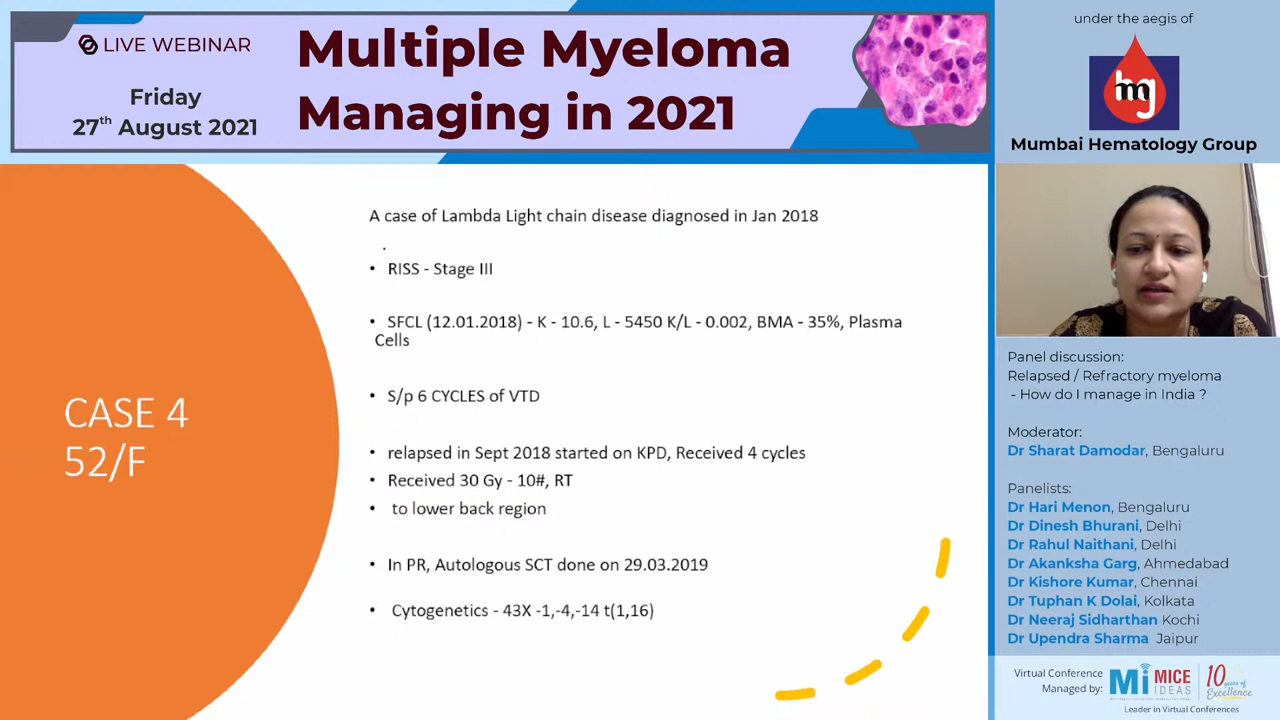 LIVE WEBINAR
Friday
27th August 2021
Multiple Myeloma
Managing in 2021
under the aegis of
hmg
Mumbai Hematology Group
CASE 4
52/F
A case of Lambda Light chain disease diagnosed in Jan 2018
.
• RISS - Stage III
• SFCL (12.01.2018) - K - 10.6, L - 5450 K/L - 0.002, BMA - 35%, Plasma
Cells
• S/p 6 CYCLES of VTD
• relapsed in Sept 2018 started on KPD, Received 4 cycles
• Received 30 Gy - 10#, RT
• to lower back region
• In PR, Autologous SCT done on 29.03.2019
• Cytogenetics - 43X -1,-4,-14 t(1,16)
Panel discussion:
Relapsed / Refractory myeloma
- How do I manage in India ?
Moderator:
Dr Sharat Damodar, Bengaluru
Panelists:
Dr Hari Menon, Bengaluru
Dr Dinesh Bhurani, Delhi
Dr Rahul Naithani, Delhi
Dr Akanksha Garg, Ahmedabad
Dr Kishore Kumar, Chennai
Dr Tuphan K Dolai, Kolkata
Dr Neeraj Sidharthan Kochi
Dr Upendra Sharma Jaipur
Virtual Conference
Managed by:
Mi MICE
IDEAS
10 years of
Excellence
Leader in Virtual Conferences